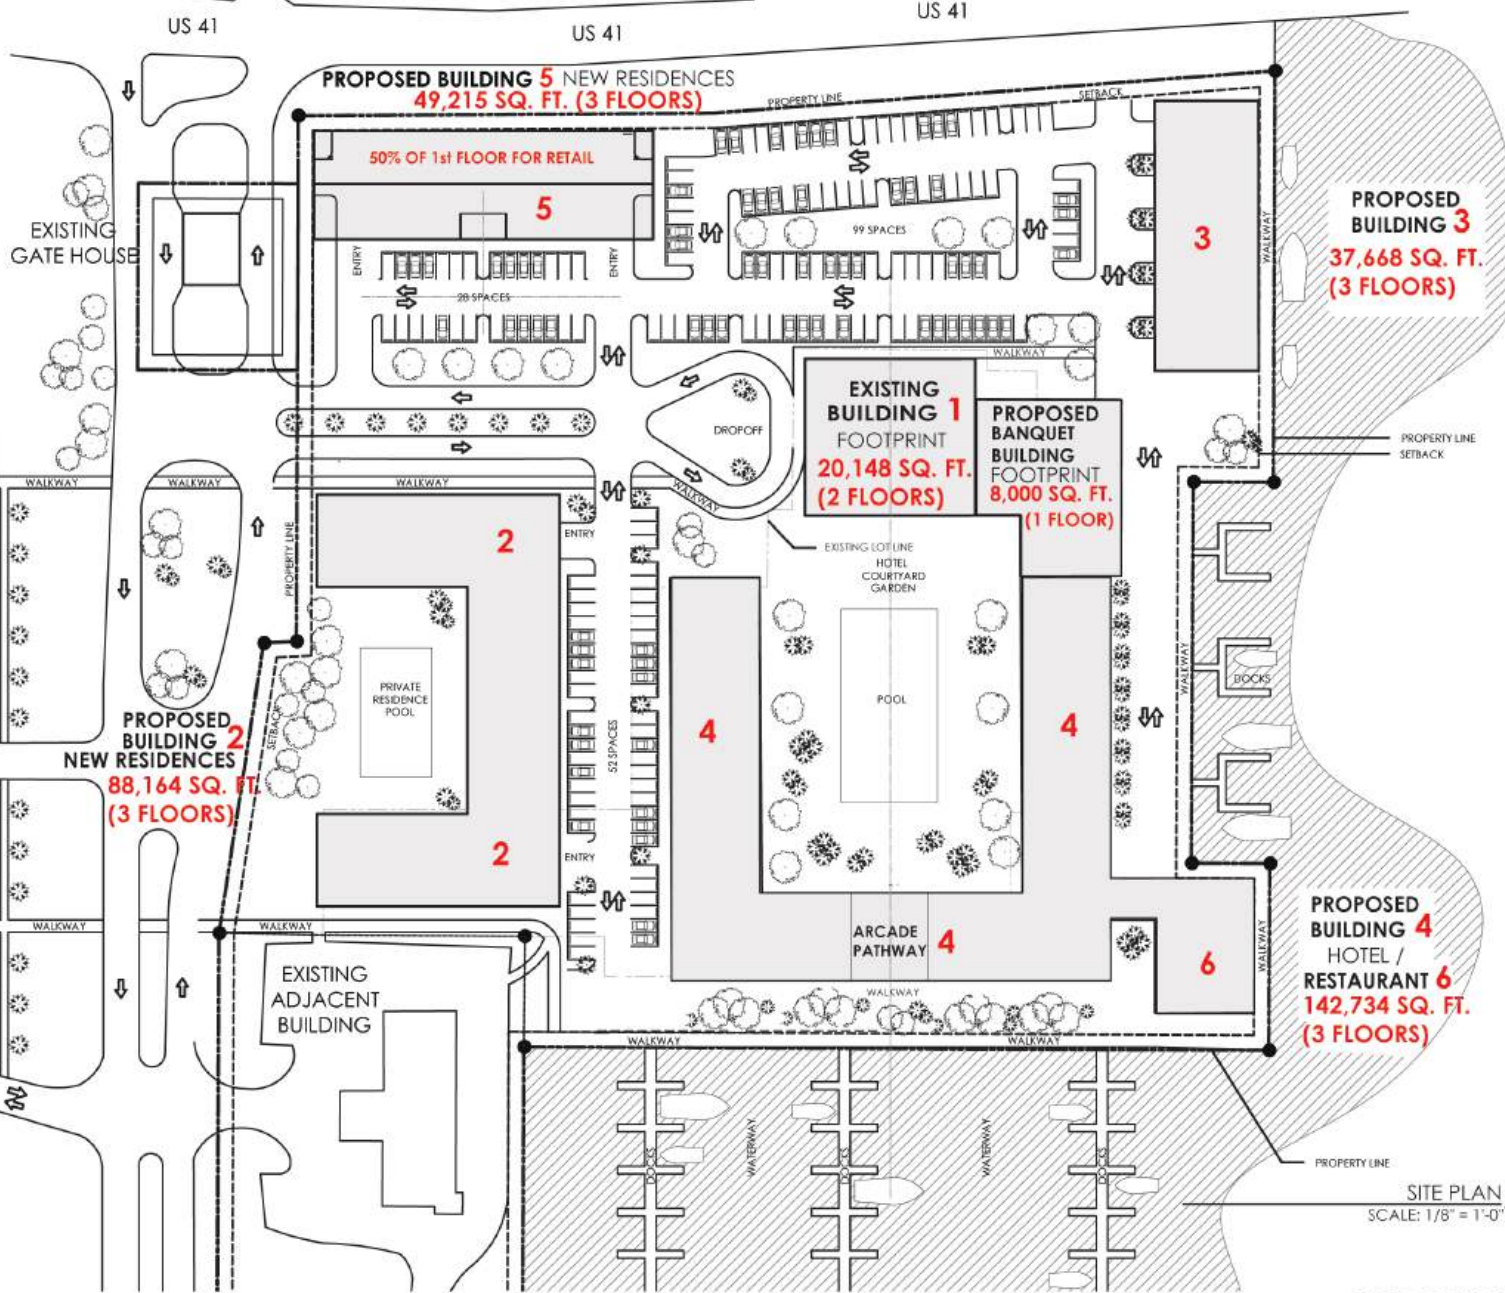 US 41
US 41
US 41
PROPOSED BUILDING 5 NEW RESIDENCES
49,215 SQ. FT. (3 FLOORS)
PROPERTY LINE
SETBACK
50% OF 1st FLOOR FOR RETAIL
5
EXISTING
GATE HOUSE
ENTRY
ENTRY
28 SPACES
99 SPACES
3
WALKWAY
PROPOSED
BUILDING 3
37,668 SQ. FT.
(3 FLOORS)
WALKWAY
DROPOFF
EXISTING
BUILDING 1
FOOTPRINT
20,148 SQ. FT.
(2 FLOORS)
PROPOSED
BANQUET
BUILDING
FOOTPRINT
8,000 SQ. FT.
(1 FLOOR)
PROPERTY LINE
SETBACK
WALKWAY
WALKWAY
WALKWAY
WALKWAY
PROPERTY LINE
SETBACK
2
ENTRY
EXISTING LOT LINE
HOTEL
COURTYARD
GARDEN
PRIVATE
RESIDENCE
POOL
POOL
WALKWAY
DOCKS
PROPOSED
BUILDING 2
NEW RESIDENCES
88,164 SQ. FT.
(3 FLOORS)
52 SPACES
4
4
2
ENTRY
WALKWAY
WALKWAY
ARCADE
PATHWAY 4
6
WALKWAY
PROPOSED
BUILDING 4
HOTEL /
RESTAURANT 6
142,734 SQ. FT.
(3 FLOORS)
EXISTING
ADJACENT
BUILDING
WALKWAY
WALKWAY
WALKWAY
DOCKS
WATERWAY
DOCKS
WATERWAY
DOCKS
PROPERTY LINE
SITE PLAN
SCALE: 1/8" = 1'-0"